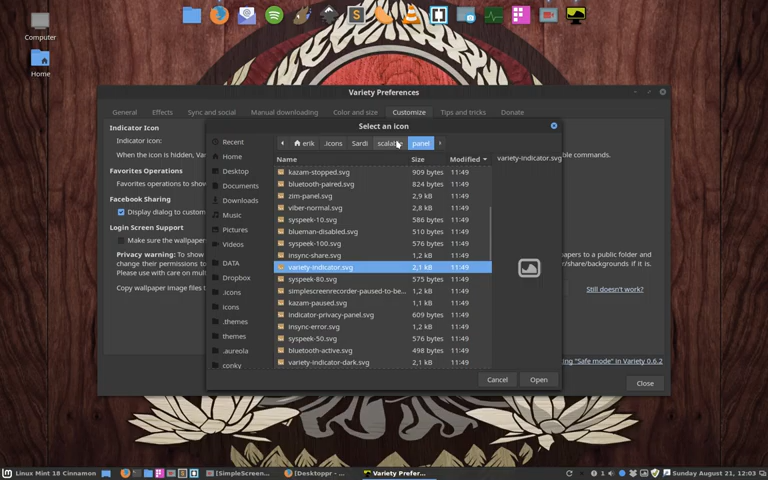 Computer
Home
Variety Preferences
General Effects Sync and social Manual downloading Color and size Customize Tips and tricks Donate
Indicator Icon
Indicator icon:
When the icon is hidden, Var
ble commands.
Favorites Operations
Favorites operations to show
Facebook Sharing
Display dialog to custom
Login Screen Support
Make sure the wallpaper
Privacy warning:
apers to a public folder and
change their permissions to
/share/backgrounds if it is.
Please use with care on mult
Still doesn't work?
Copy wallpaper image files t
ng "Safe mode" in Variety 0.6.2
Close
Select an icon
erik .icons Sardi scalable panel
Recent
Home
Desktop
Documents
Downloads
Music
Pictures
Videos
DATA
Dropbox
.icons
icons
.themes
themes
.aureola
conky
Name Size Modified
kazam-stopped.svg 909 bytes 11:49
bluetooth-paired.svg 824 bytes 11:49
zim-panel.svg 2,9 kB 11:49
viber-normal.svg 2,8 kB 11:49
syspeek-10.svg 586 bytes 11:49
blueman-disabled.svg 510 bytes 11:49
syspeek-100.svg 576 bytes 11:49
insync-share.svg 1,2 kB 11:49
variety-indicator.svg 2,1 kB 11:49
syspeek-80.svg 575 bytes 11:49
simplescreenrecorder-paused-to-be... 1,2 kB 11:49
kazam-paused.svg 1,1 kB 11:49
indicator-privacy-panel.svg 609 bytes 11:49
insync-error.svg 1,2 kB 11:49
syspeek-50.svg 576 bytes 11:49
bluetooth-active.svg 498 bytes 11:49
variety-indicator-dark.svg 2,1 kB 11:49
variety-indicator.svg
Cancel Open
Linux Mint 18 Cinnamon
[SimpleScreen...
[Desktoppr - ...
Variety Prefer...
1
Sunday August 21, 12:03